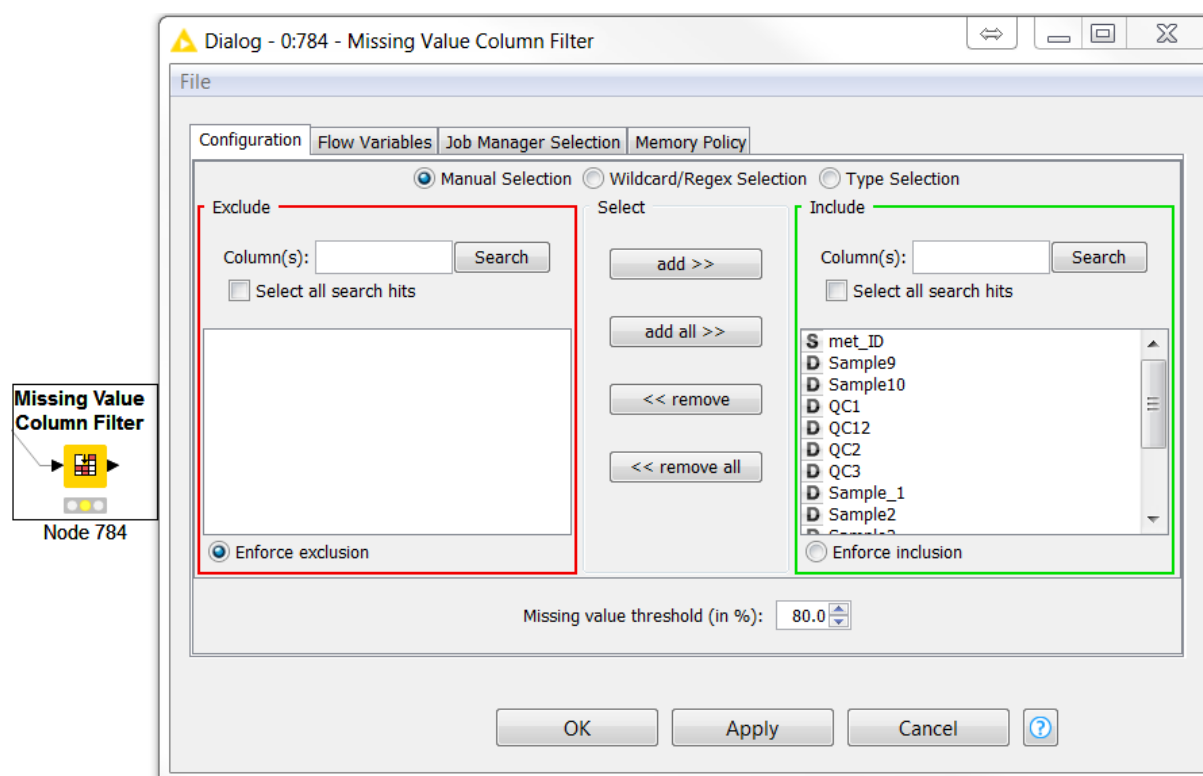 Dialog - 0:784 - Missing Value Column Filter
File
Configuration Flow Variables Job Manager Selection Memory Policy
Manual Selection Wildcard/Regex Selection Type Selection
Exclude Select Include
Column(s): Search add >> Column(s): Search
Select all search hits Select all search hits
add all >>
S met_ID
D Sample9
D Sample10
<< remove
D QC1
D QC12
D QC2
<< remove all
D QC3
D Sample_1
D Sample2
Enforce exclusion Enforce inclusion
Missing value threshold (in %): 80.0
OK Apply Cancel ?
Missing Value
Column Filter
Node 784